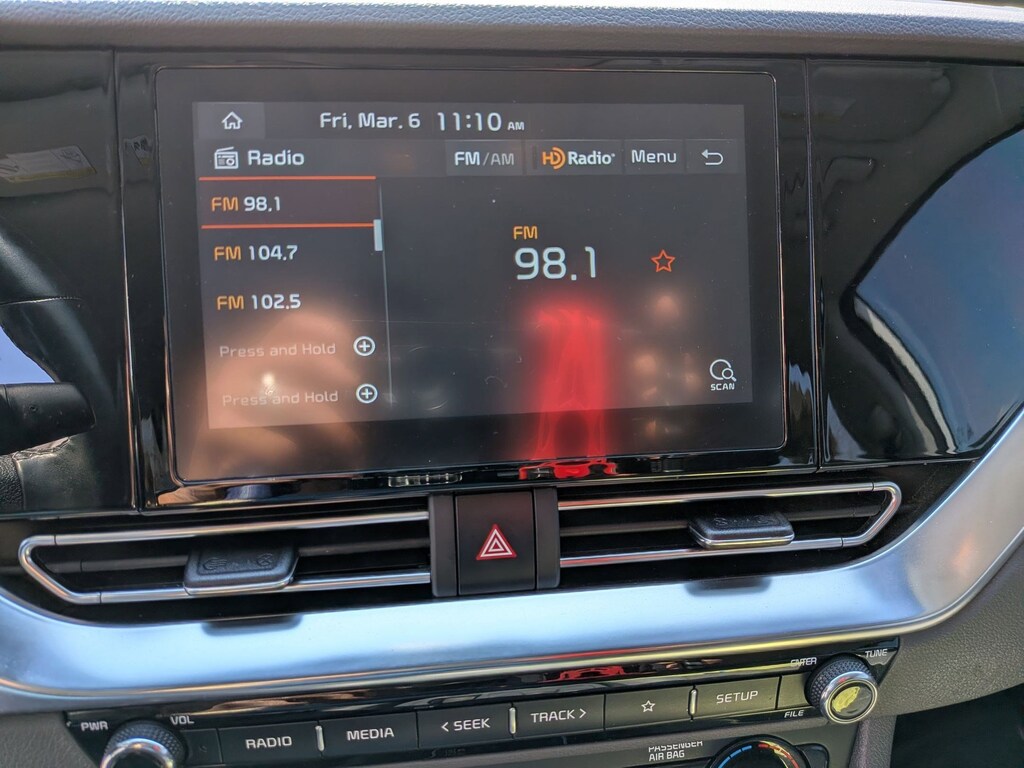 Fri, Mar. 6 11:10 AM
Radio FM/AM HD Radio Menu
FM 98.1
FM 104.7
FM 102.5
Press and Hold
Press and Hold
FM
98.1
SCAN
PWR VOL RADIO MEDIA < SEEK TRACK > SETUP ENTER TUNE
FILE
PASSENGER
AIR BAG